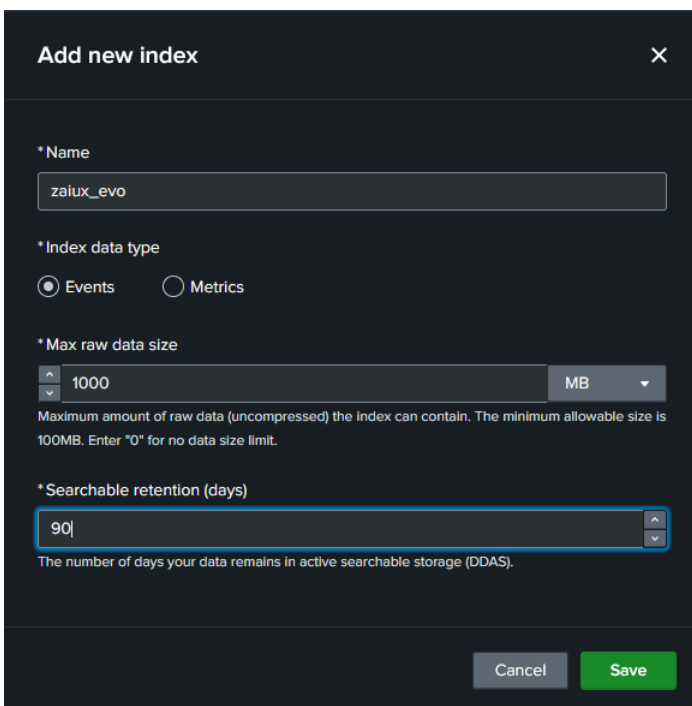 Add new index
*Name
zaiux_evo
*Index data type
Events Metrics
*Max raw data size
1000 MB
Maximum amount of raw data (uncompressed) the index can contain. The minimum allowable size is
100MB. Enter "0" for no data size limit.
*Searchable retention (days)
90
The number of days your data remains in active searchable storage (DDAS).
Cancel Save